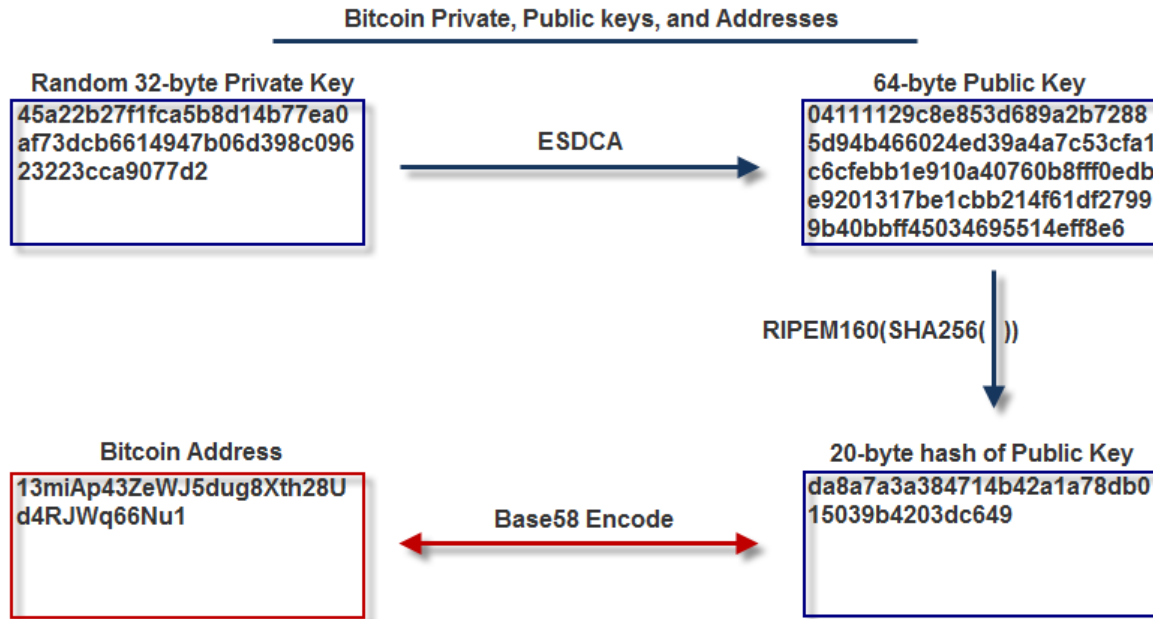 Bitcoin Private, Public keys, and Addresses
Random 32-byte Private Key
45a22b27f1fca5b8d14b77ea0
af73dcb6614947b06d398c096
23223cca9077d2
ESDCA
64-byte Public Key
04111129c8e853d689a2b7288
5d94b466024ed39a4a7c53cfa1
c6cfebb1e910a40760b8fff0edb
e9201317be1cbb214f61df2799
9b40bbff45034695514eff8e6
RIPEM160(SHA256( ))
20-byte hash of Public Key
da8a7a3a384714b42a1a78db0
15039b4203dc649
Base58 Encode
Bitcoin Address
13miAp43ZeWJ5dug8Xth28U
d4RJWq66Nu1